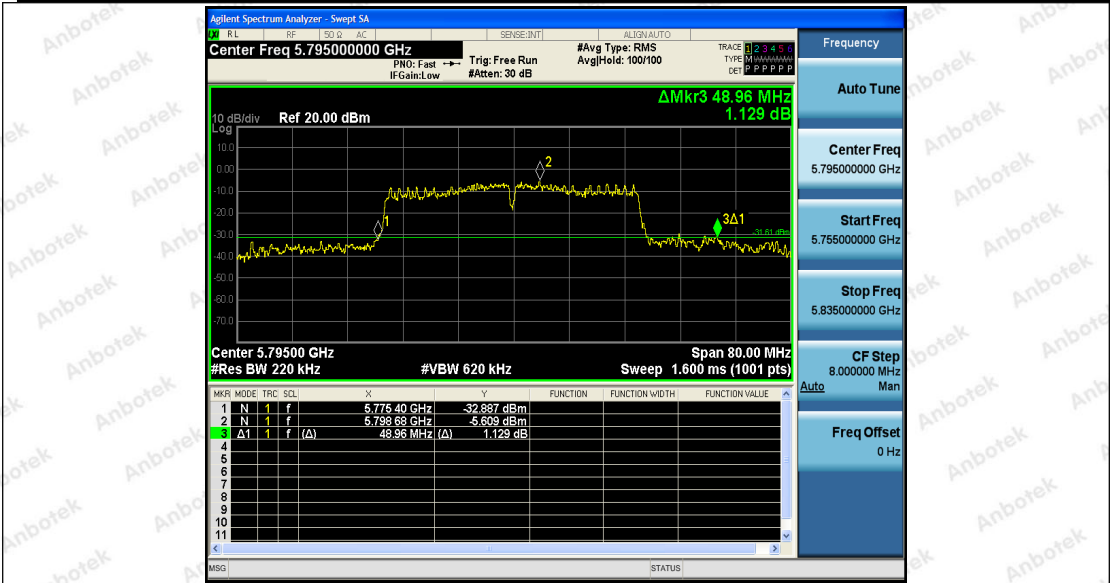 Agilent Spectrum Analyzer - Swept SA
RL RF 50 Ω AC SENSE:INT ALIGNAUTO
Center Freq 5.795000000 GHz
PNO: Fast
IFGain:Low
Trig: Free Run
#Atten: 30 dB
#Avg Type: RMS
Avg|Hold: 100/100
TRACE 1 2 3 4 5 6
TYPE M
DET P P P P P P
ΔMkr3 48.96 MHz
1.129 dB
10 dB/div Ref 20.00 dBm
Log
10.0
0.00
-10.0
-20.0
-30.0
-40.0
-50.0
-60.0
-70.0
1
2
3Δ1
-31.61 dBm
Center 5.79500 GHz Span 80.00 MHz
#Res BW 220 kHz #VBW 620 kHz Sweep 1.600 ms (1001 pts)
MKR MODE TRC SCL X Y FUNCTION FUNCTION WIDTH FUNCTION VALUE
1 N 1 f 5.775 40 GHz -32.887 dBm
2 N 1 f 5.798 68 GHz -5.609 dBm
3 Δ1 1 f (Δ) 48.96 MHz (Δ) 1.129 dB
4
5
6
7
8
9
10
11
MSG STATUS
Frequency
Auto Tune
Center Freq
5.795000000 GHz
Start Freq
5.755000000 GHz
Stop Freq
5.835000000 GHz
CF Step
8.000000 MHz
Auto Man
Freq Offset
0 Hz
Anbotek